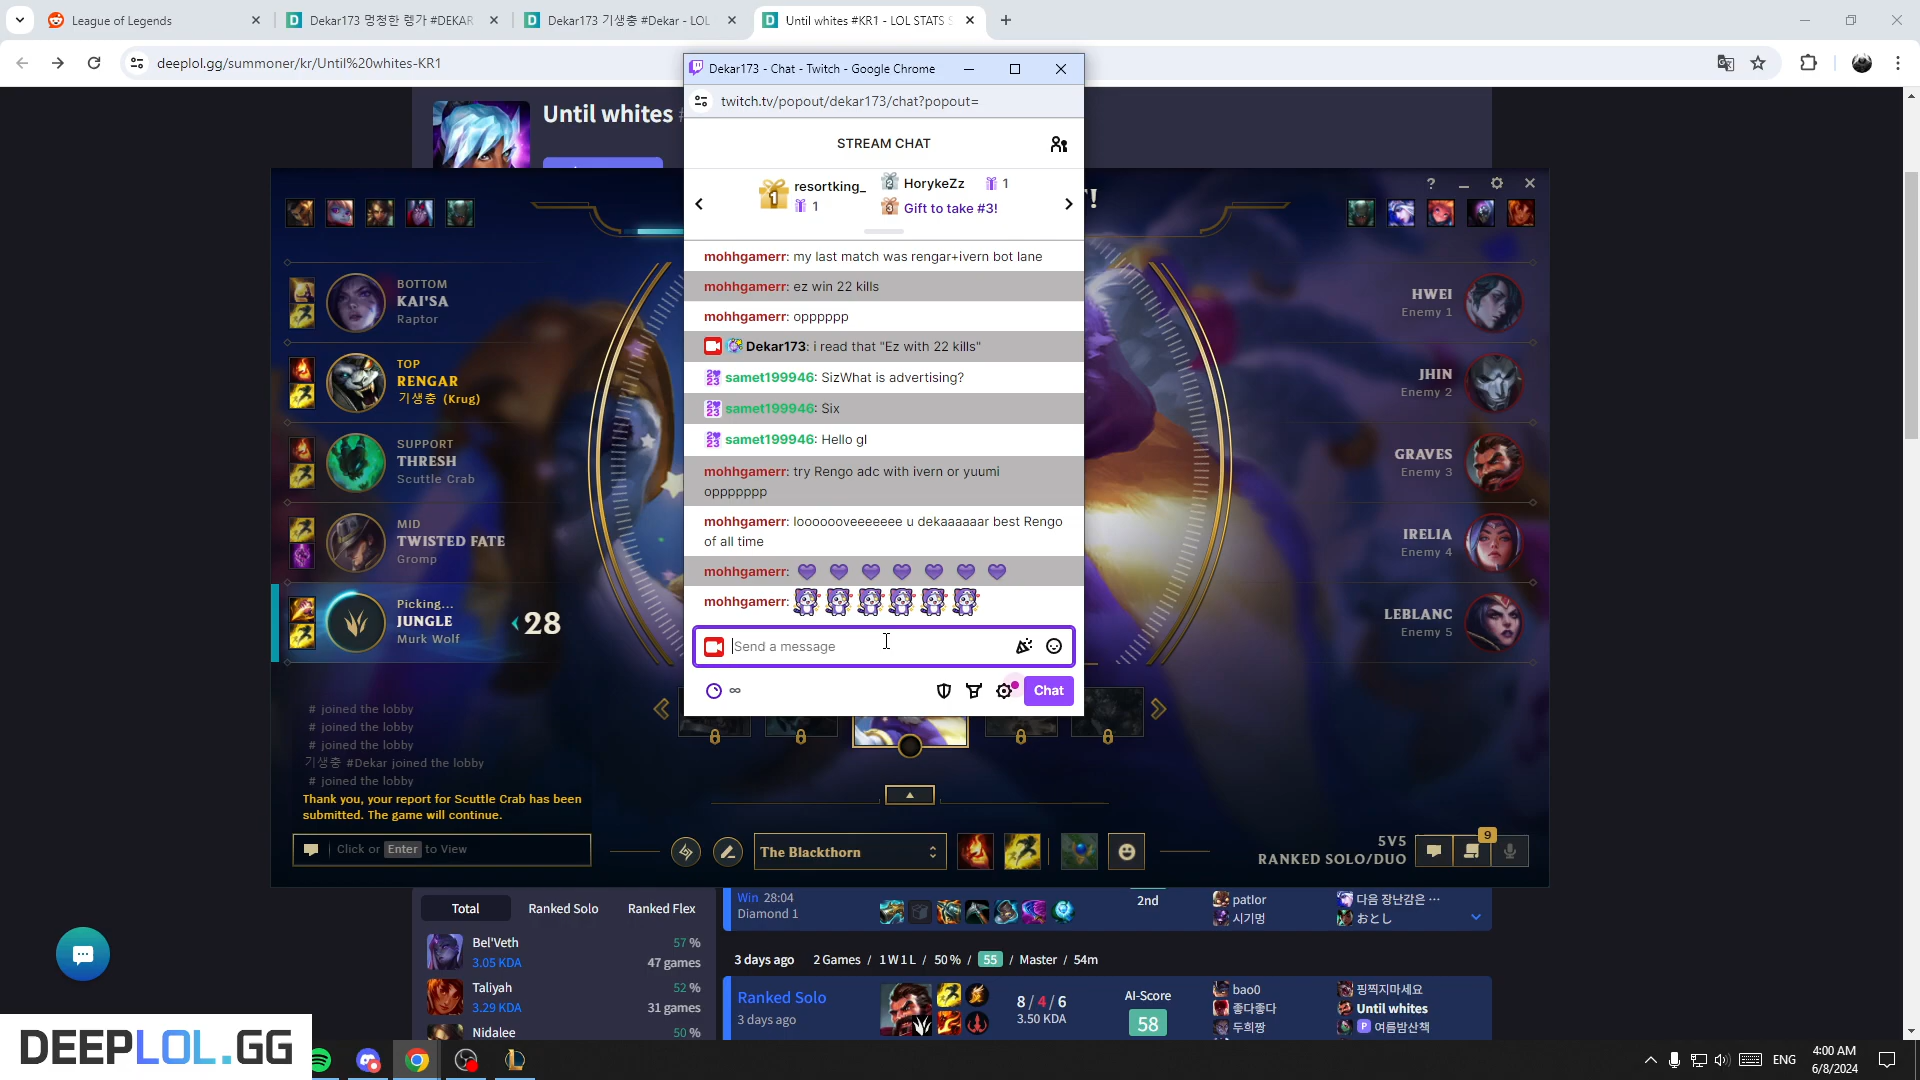 League of Legends
Dekar173 멍청한 렝가 #DEKAR
Dekar173 기생충 #Dekar - LOL
Until whites #KR1 - LOL STATS S
deeplol.gg/summoner/kr/Until%20whites-KR1
Until whites
Dekar173 - Chat - Twitch - Google Chrome
twitch.tv/popout/dekar173/chat?popout=
STREAM CHAT
1
resortking_
1
2
HorykeZz
1
3
Gift to take #3!
mohhgamerr: my last match was rengar+ivern bot lane
mohhgamerr: ez win 22 kills
mohhgamerr: opppppp
Dekar173: i read that "Ez with 22 kills"
samet199946: SizWhat is advertising?
samet199946: Six
samet199946: Hello gl
mohhgamerr: try Rengo adc with ivern or yuumi
oppppppp
mohhgamerr: looooooveeeeeee u dekaaaaaar best Rengo
of all time
mohhgamerr: 💜 💜 💜 💜 💜 💜 💜
mohhgamerr:
Send a message
∞
Chat
T!
?
BOTTOM
KAI'SA
Raptor
TOP
RENGAR
기생충 (Krug)
SUPPORT
THRESH
Scuttle Crab
MID
TWISTED FATE
Gromp
Picking...
JUNGLE
Murk Wolf
28
HWEI
Enemy 1
JHIN
Enemy 2
GRAVES
Enemy 3
IRELIA
Enemy 4
LEBLANC
Enemy 5
# joined the lobby
# joined the lobby
# joined the lobby
기생충 #Dekar joined the lobby
# joined the lobby
Thank you, your report for Scuttle Crab has been
submitted. The game will continue.
Click or Enter to View
The Blackthorn
5V5
RANKED SOLO/DUO
9
Total
Ranked Solo
Ranked Flex
Bel'Veth
57 %
3.05 KDA
47 games
Taliyah
52 %
3.29 KDA
31 games
Nidalee
50 %
Win 28:04
Diamond 1
2nd
patlor
시기멍
다음 장난감은 ...
おとし
3 days ago 2 Games / 1 W 1 L / 50 % / 55 / Master / 54m
Ranked Solo
3 days ago
8 / 4 / 6
3.50 KDA
AI-Score
58
bao0
좋다좋다
두희짱
핑찍지마세요
Until whites
P 여름밤산책
DEEPLOL.GG
ENG
4:00 AM
6/8/2024